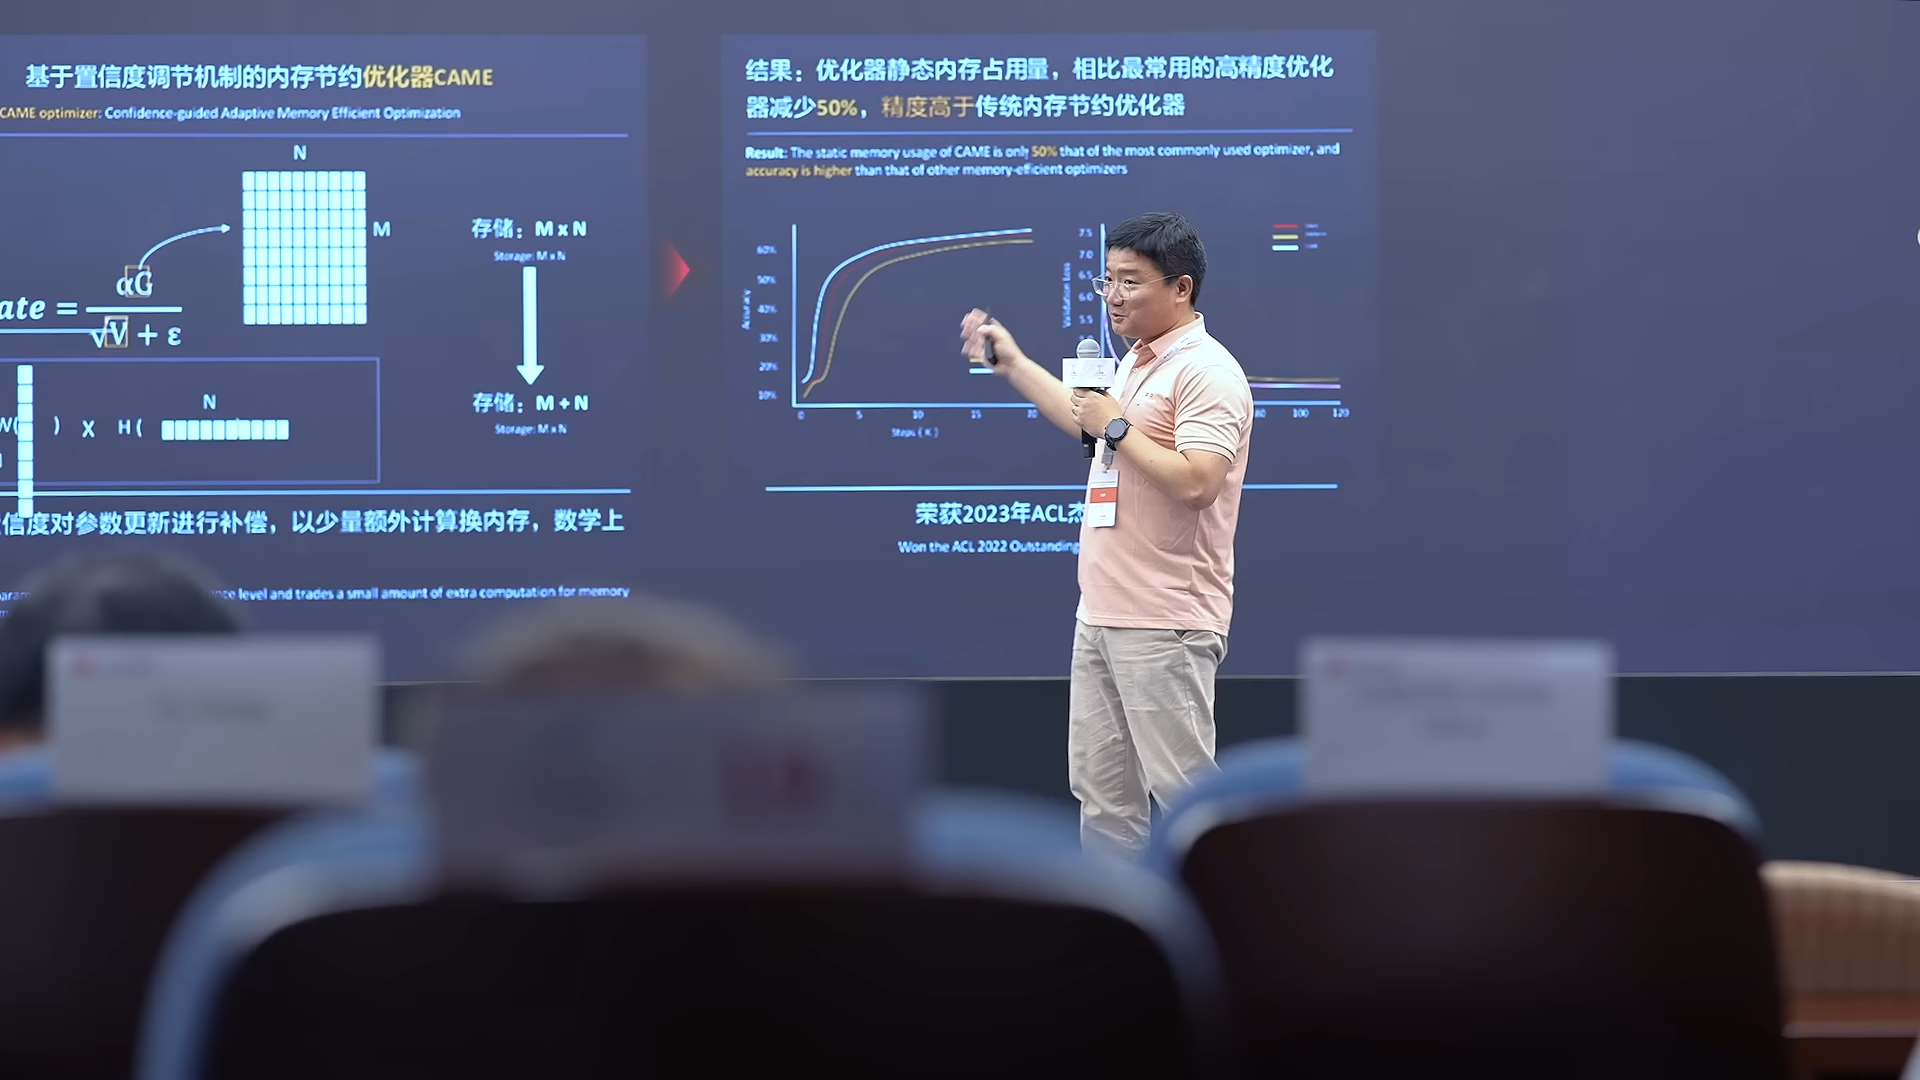 基于置信度调节机制的内存节约优化器CAME
CAME optimizer: Confidence-guided Adaptive Memory Efficient Optimization
N
M
αG
ate =
√V + ε
存储：M x N
Storage: M x N
存储：M + N
Storage: M x N
N
W( ) X H(
信度对参数更新进行补偿，以少量额外计算换内存，数学上
nce level and trades a small amount of extra computation for memory
结果：优化器静态内存占用量，相比最常用的高精度优化
器减少50%，精度高于传统内存节约优化器
Result: The static memory usage of CAME is only 50% that of the most commonly used optimizer, and
accuracy is higher than that of other memory-efficient optimizers
Accuracy
60%
50%
40%
30%
20%
10%
0 5 10 15 20
Steps ( K )
Validation Loss
7.5
7.0
6.5
6.0
5.5
80 100 120
荣获2023年ACL杰
Won the ACL 2022 Outstanding